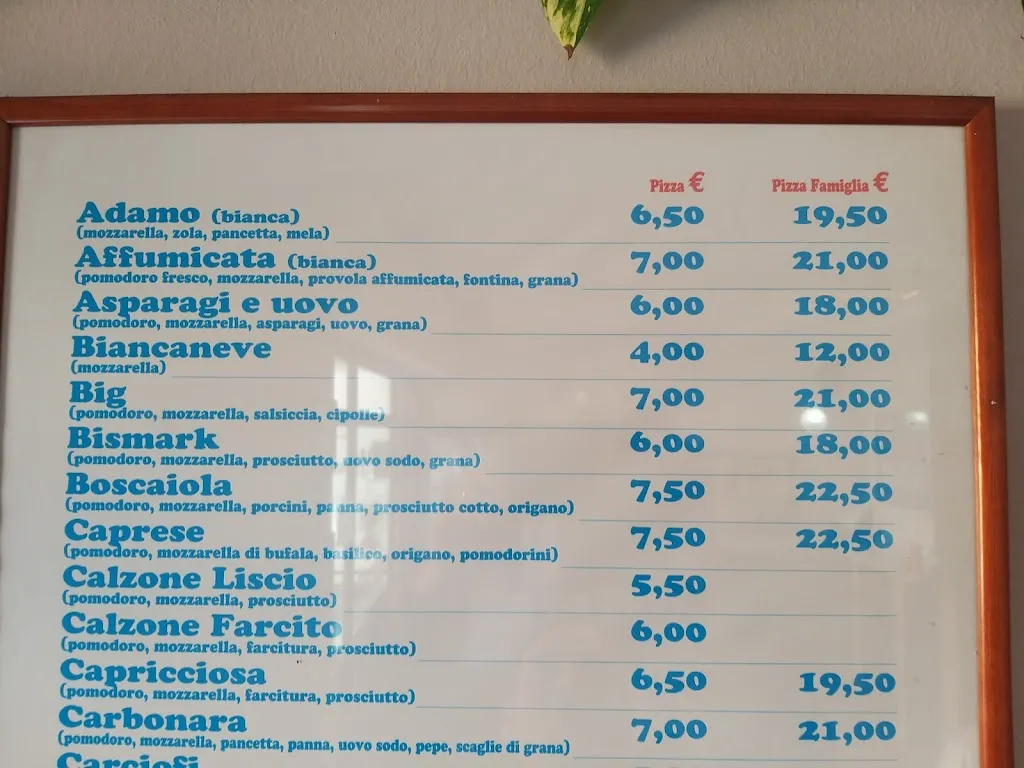 Pizza € Pizza Famiglia €
Adamo (bianca) 6,50 19,50
(mozzarella, zola, pancetta, mela)
Affumicata (bianca) 7,00 21,00
(pomodoro fresco, mozzarella, provola affumicata, fontina, grana)
Asparagi e uovo 6,00 18,00
(pomodoro, mozzarella, asparagi, uovo, grana)
Biancaneve 4,00 12,00
(mozzarella)
Big 7,00 21,00
(pomodoro, mozzarella, salsiccia, cipolle)
Bismark 6,00 18,00
(pomodoro, mozzarella, prosciutto, uovo sodo, grana)
Boscaiola 7,50 22,50
(pomodoro, mozzarella, porcini, panna, prosciutto cotto, origano)
Caprese 7,50 22,50
(pomodoro, mozzarella di bufala, basilico, origano, pomodorini)
Calzone Liscio 5,50
(pomodoro, mozzarella, prosciutto)
Calzone Farcito 6,00
(pomodoro, mozzarella, farcitura, prosciutto)
Capricciosa 6,50 19,50
(pomodoro, mozzarella, farcitura, prosciutto)
Carbonara 7,00 21,00
(pomodoro, mozzarella, pancetta, panna, uovo sodo, pepe, scaglie di grana)
Carciofi